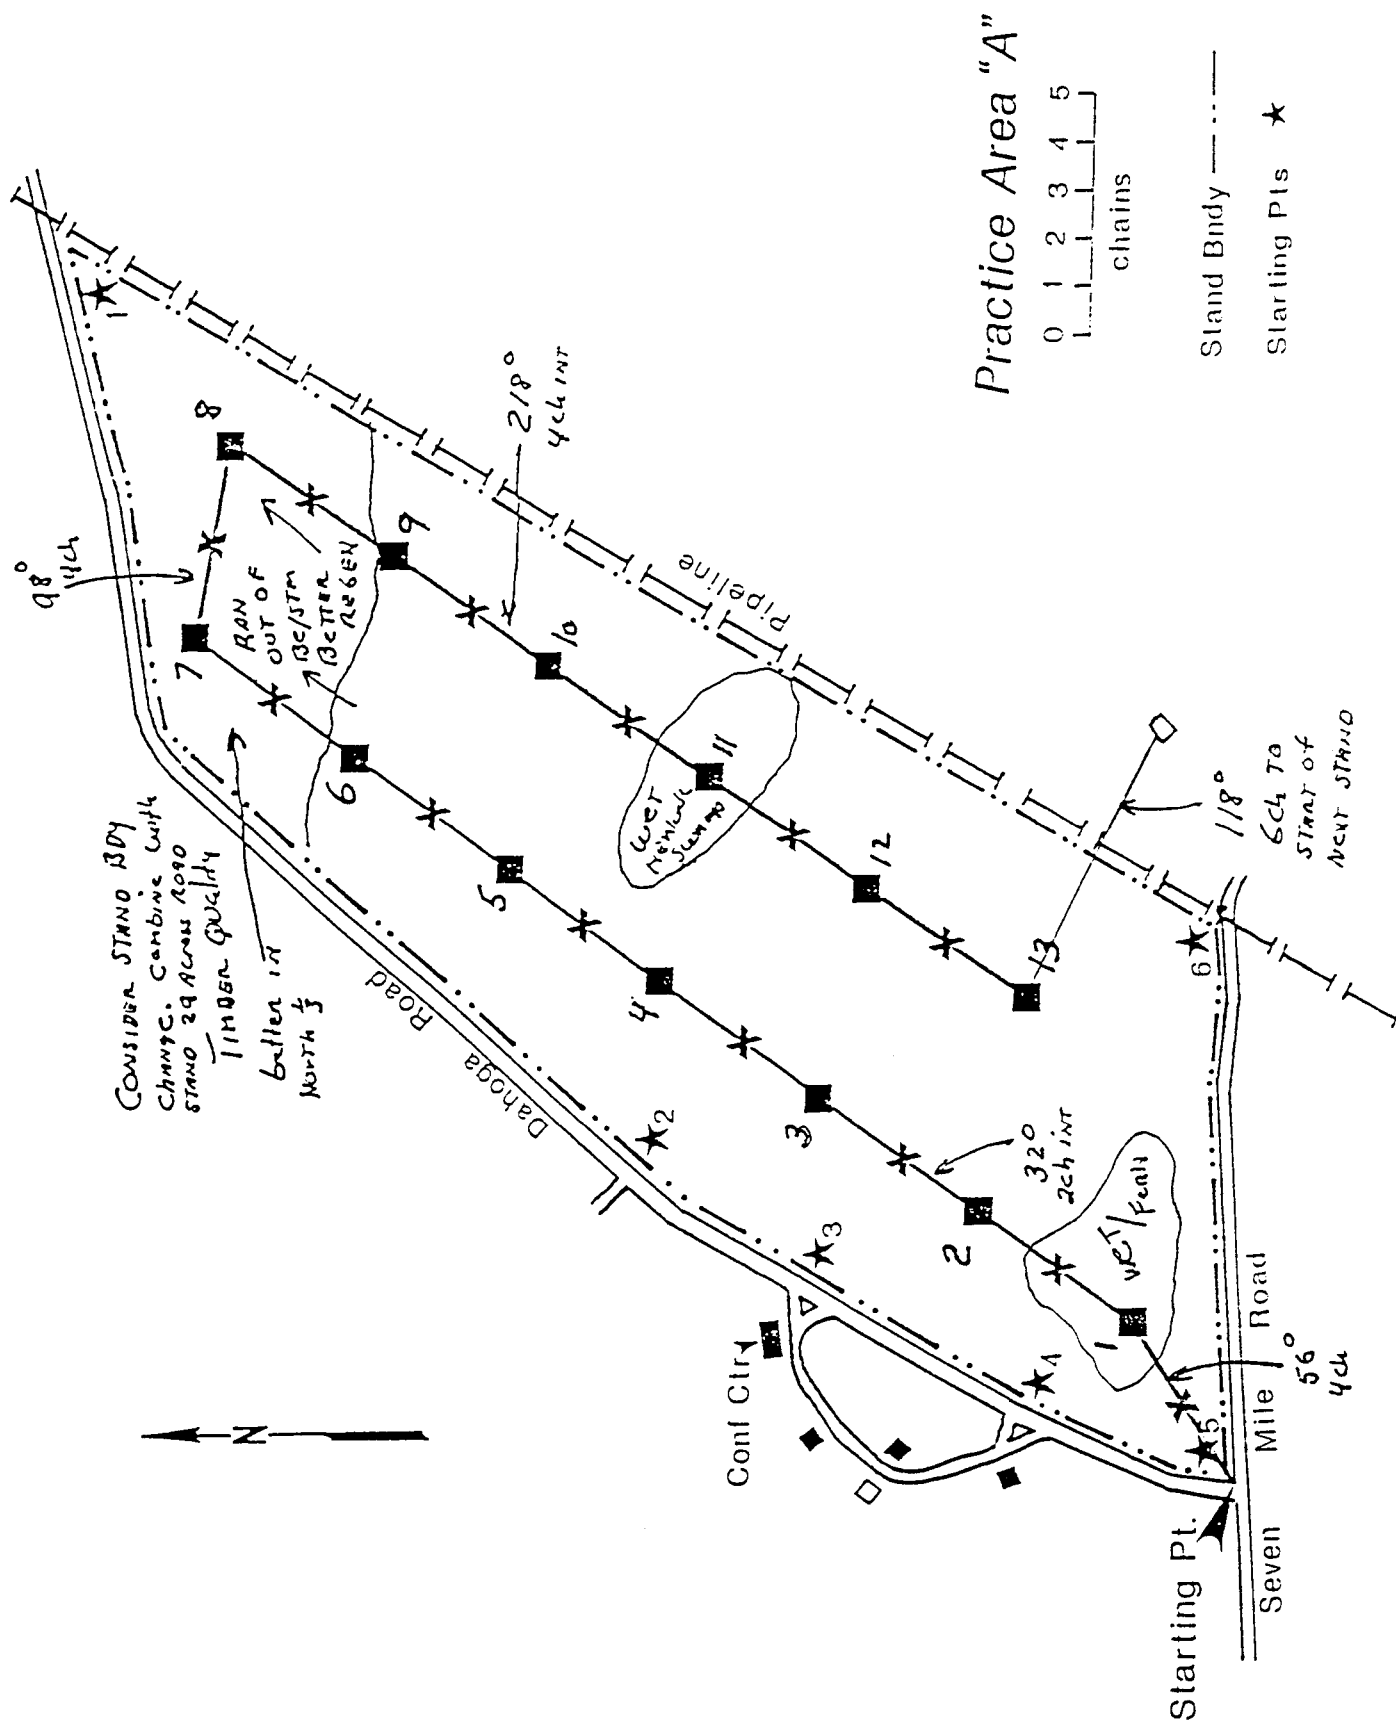 CONSIDER STAND BDY
CHANGE. COMBINE WITH
STAND 29 ACROSS ROAD
TIMBER QUALITY
better in
North 1/3
98°
4ch
RAN
OUT OF
BC/STM
BETTER
REGEN
218°
4ch INT
Dahoga Road
Pipeline
WET
Hemlock
Swamp
Conf Ctr.
32°
2ch INT
WET/Fern
56°
4ch
118°
6ch TO
START OF
NEXT STAND
Starting Pt.
Seven Mile Road
1
2
3
4
5
6
7
8
9
10
11
12
13
1
2
3
4
5
6
N
Practice Area "A"
0 1 2 3 4 5
chains
Stand Bndy
Starting Pts